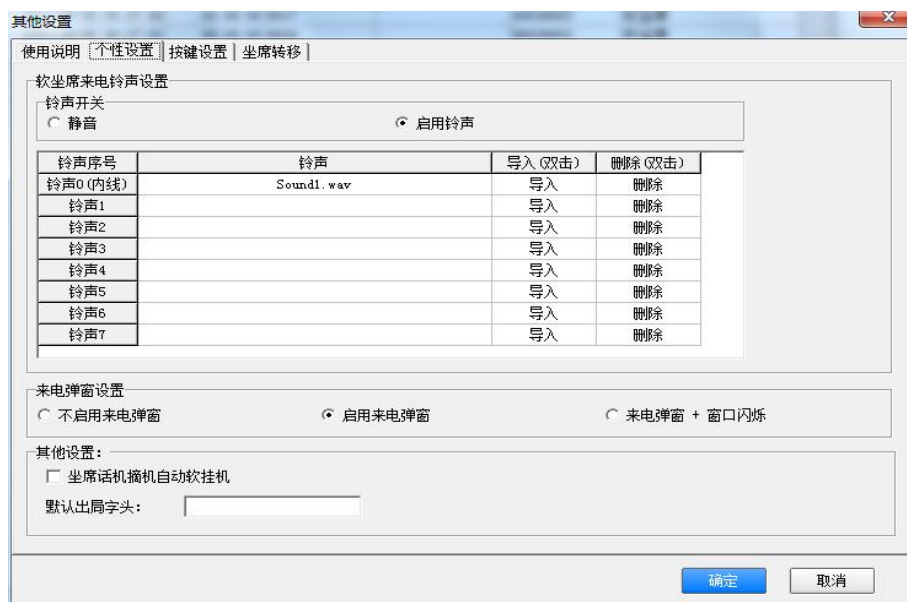 其他设置
使用说明 个性设置 按键设置 坐席转移
软坐席来电铃声设置
铃声开关
静音 启用铃声
铃声序号 铃声 导入(双击) 删除(双击)
铃声0(内线) Sound1.wav 导入 删除
铃声1 导入 删除
铃声2 导入 删除
铃声3 导入 删除
铃声4 导入 删除
铃声5 导入 删除
铃声6 导入 删除
铃声7 导入 删除
来电弹窗设置
不启用来电弹窗 启用来电弹窗 来电弹窗 + 窗口闪烁
其他设置：
坐席话机摘机自动软挂机
默认出局字头：
确定 取消